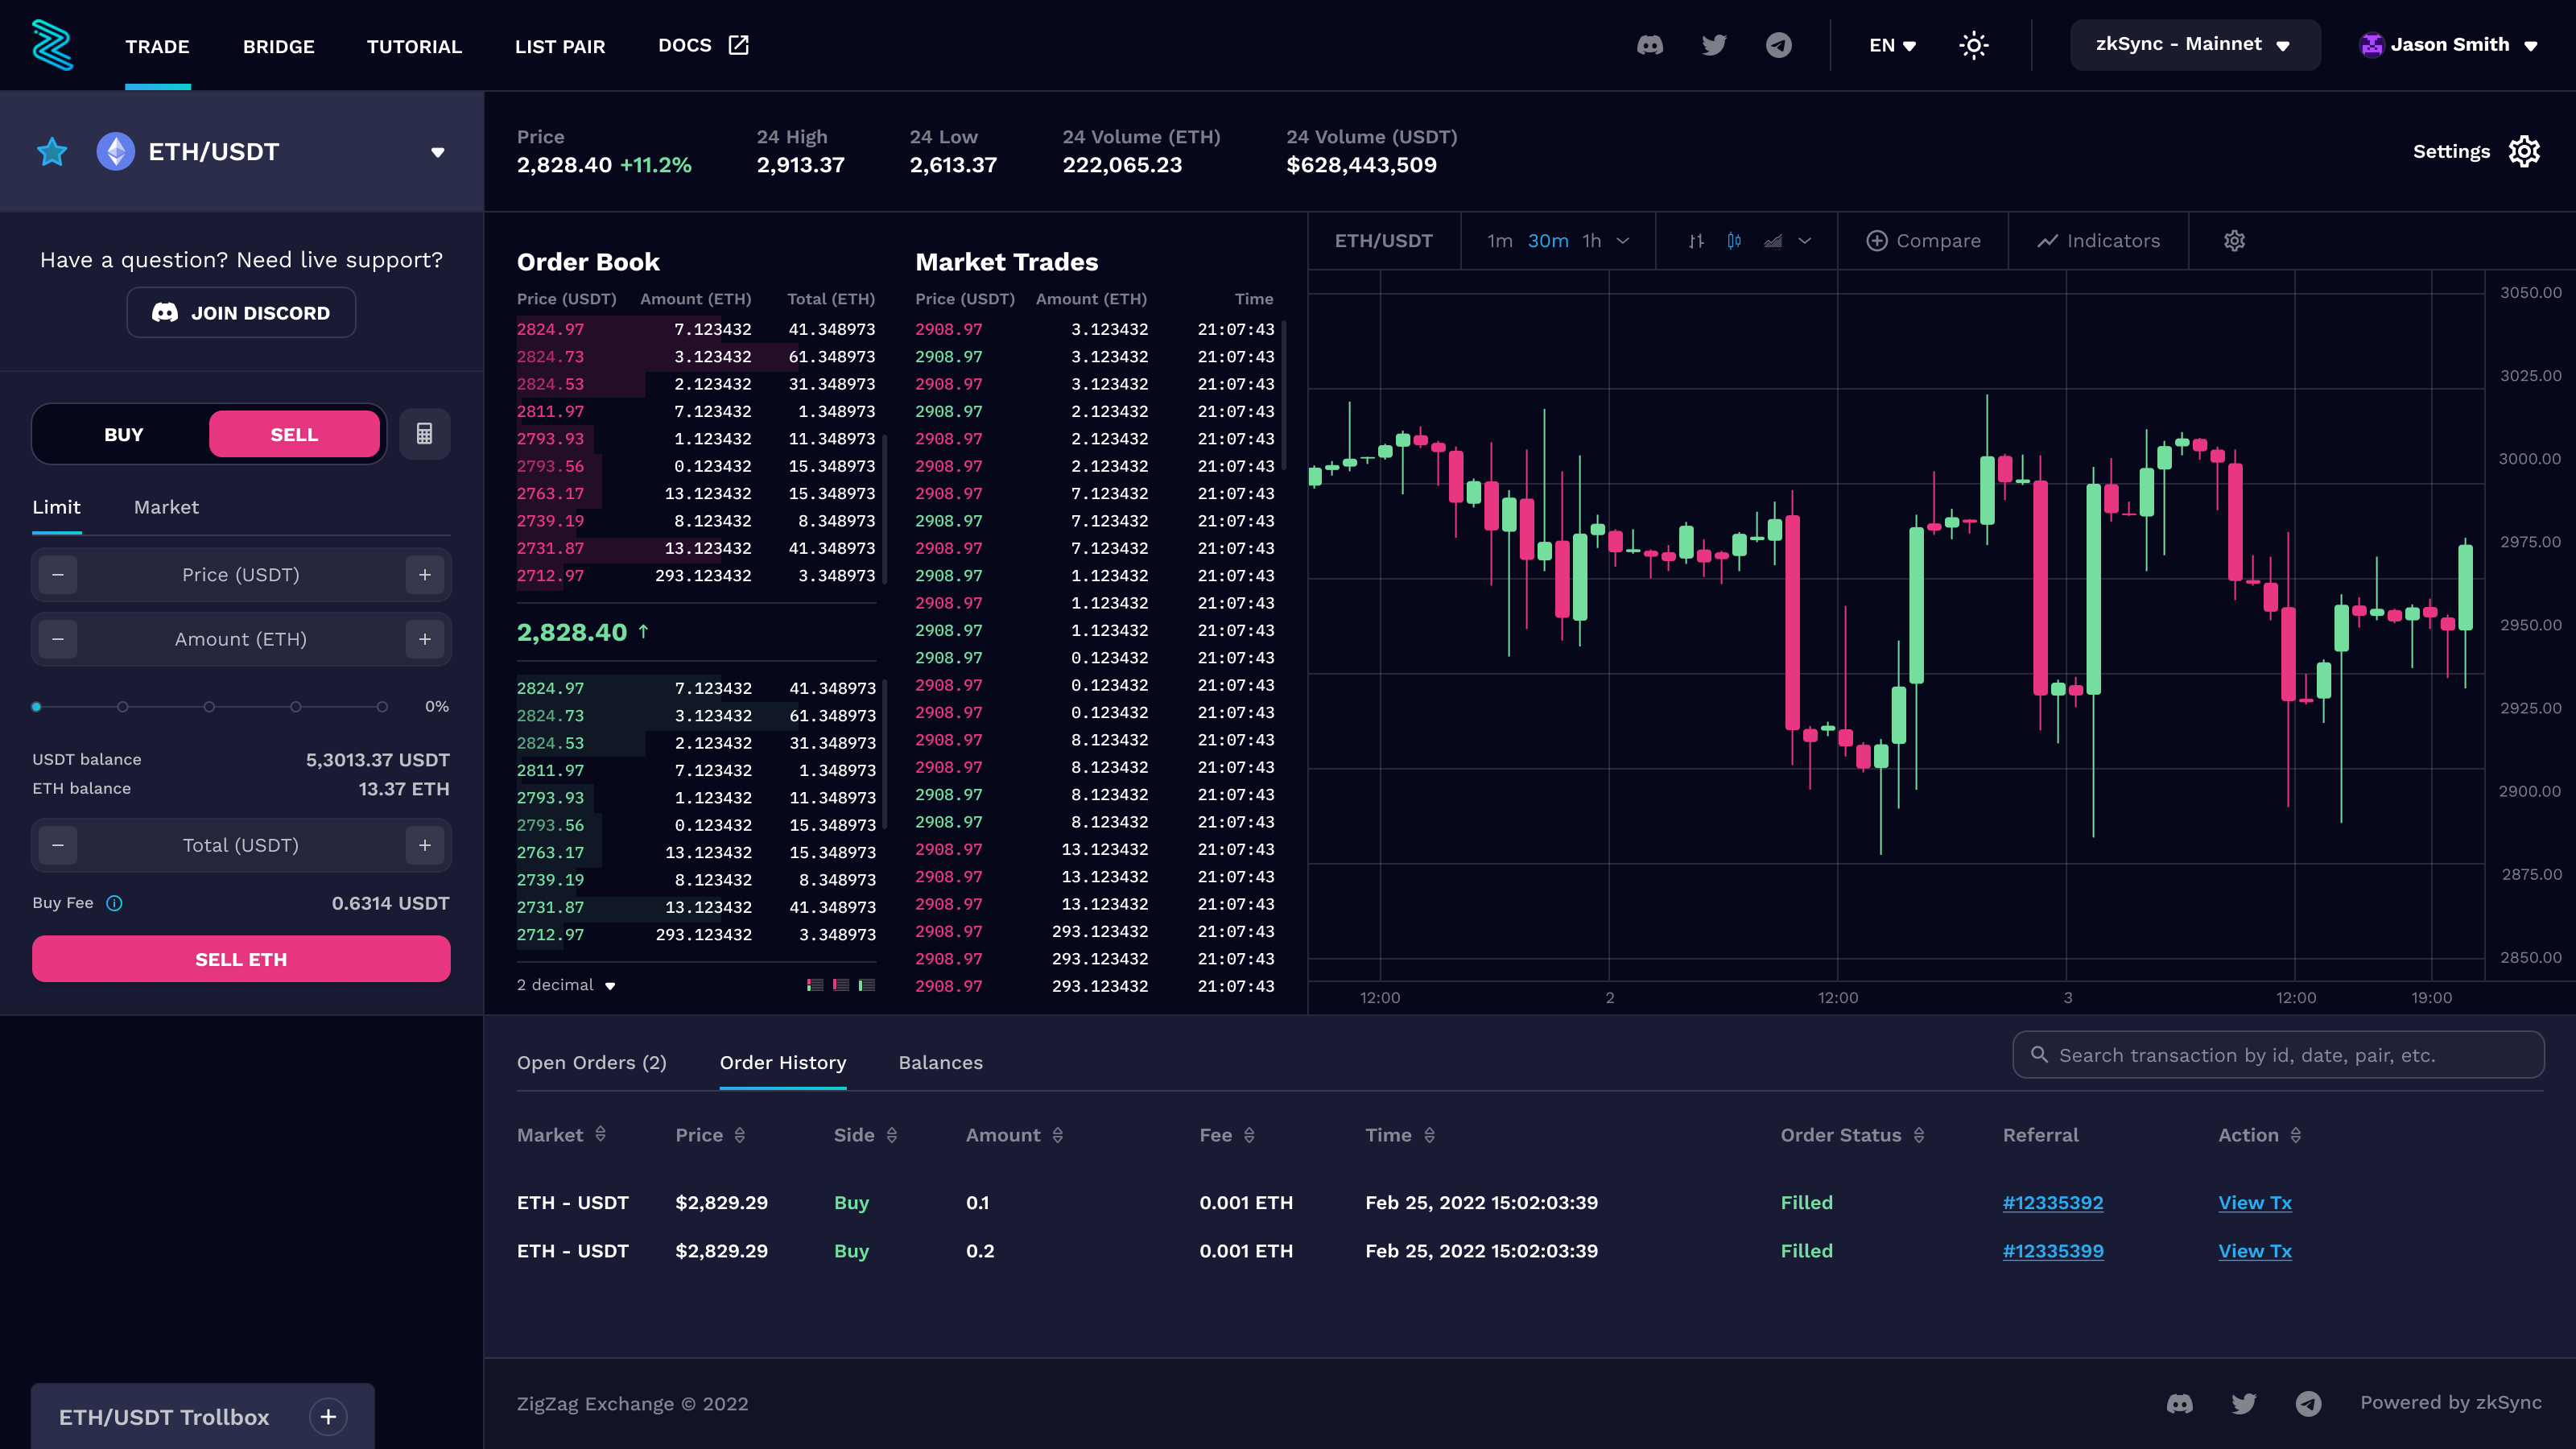 TRADE BRIDGE TUTORIAL LIST PAIR DOCS EN zkSync - Mainnet Jason Smith
ETH/USDT
Price 24 High 24 Low 24 Volume (ETH) 24 Volume (USDT)
2,828.40 +11.2% 2,913.37 2,613.37 222,065.23 $628,443,509
Settings
Have a question? Need live support?
JOIN DISCORD
BUY SELL
Limit Market
− Price (USDT) +
− Amount (ETH) +
0%
USDT balance 5,3013.37 USDT
ETH balance 13.37 ETH
− Total (USDT) +
Buy Fee 0.6314 USDT
SELL ETH
Order Book
Price (USDT) Amount (ETH) Total (ETH)
2824.97 7.123432 41.348973
2824.73 3.123432 61.348973
2824.53 2.123432 31.348973
2811.97 7.123432 1.348973
2793.93 1.123432 11.348973
2793.56 0.123432 15.348973
2763.17 13.123432 15.348973
2739.19 8.123432 8.348973
2731.87 13.123432 41.348973
2712.97 293.123432 3.348973
2,828.40 ↑
2824.97 7.123432 41.348973
2824.73 3.123432 61.348973
2824.53 2.123432 31.348973
2811.97 7.123432 1.348973
2793.93 1.123432 11.348973
2793.56 0.123432 15.348973
2763.17 13.123432 15.348973
2739.19 8.123432 8.348973
2731.87 13.123432 41.348973
2712.97 293.123432 3.348973
2 decimal
Market Trades
Price (USDT) Amount (ETH) Time
2908.97 3.123432 21:07:43
2908.97 3.123432 21:07:43
2908.97 3.123432 21:07:43
2908.97 2.123432 21:07:43
2908.97 2.123432 21:07:43
2908.97 2.123432 21:07:43
2908.97 7.123432 21:07:43
2908.97 7.123432 21:07:43
2908.97 7.123432 21:07:43
2908.97 1.123432 21:07:43
2908.97 1.123432 21:07:43
2908.97 1.123432 21:07:43
2908.97 0.123432 21:07:43
2908.97 0.123432 21:07:43
2908.97 0.123432 21:07:43
2908.97 8.123432 21:07:43
2908.97 8.123432 21:07:43
2908.97 8.123432 21:07:43
2908.97 8.123432 21:07:43
2908.97 13.123432 21:07:43
2908.97 13.123432 21:07:43
2908.97 13.123432 21:07:43
2908.97 293.123432 21:07:43
2908.97 293.123432 21:07:43
2908.97 293.123432 21:07:43
ETH/USDT 1m 30m 1h Compare Indicators
3050.00
3025.00
3000.00
2975.00
2950.00
2925.00
2900.00
2875.00
2850.00
12:00 2 12:00 3 12:00 19:00
Open Orders (2) Order History Balances
Search transaction by id, date, pair, etc.
Market Price Side Amount Fee Time Order Status Referral Action
ETH - USDT $2,829.29 Buy 0.1 0.001 ETH Feb 25, 2022 15:02:03:39 Filled #12335392 View Tx
ETH - USDT $2,829.29 Buy 0.2 0.001 ETH Feb 25, 2022 15:02:03:39 Filled #12335399 View Tx
ETH/USDT Trollbox +
ZigZag Exchange © 2022
Powered by zkSync